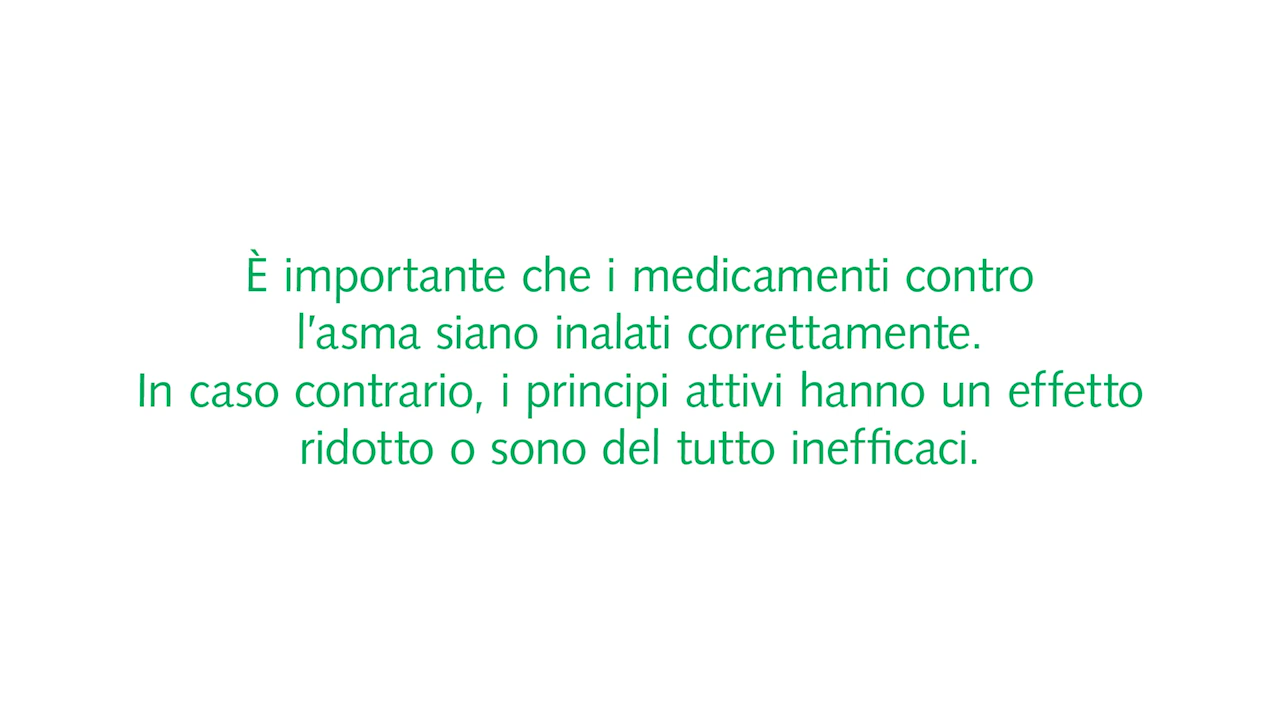 È importante che i medicamenti contro
l'asma siano inalati correttamente.
In caso contrario, i principi attivi hanno un effetto
ridotto o sono del tutto inefficaci.